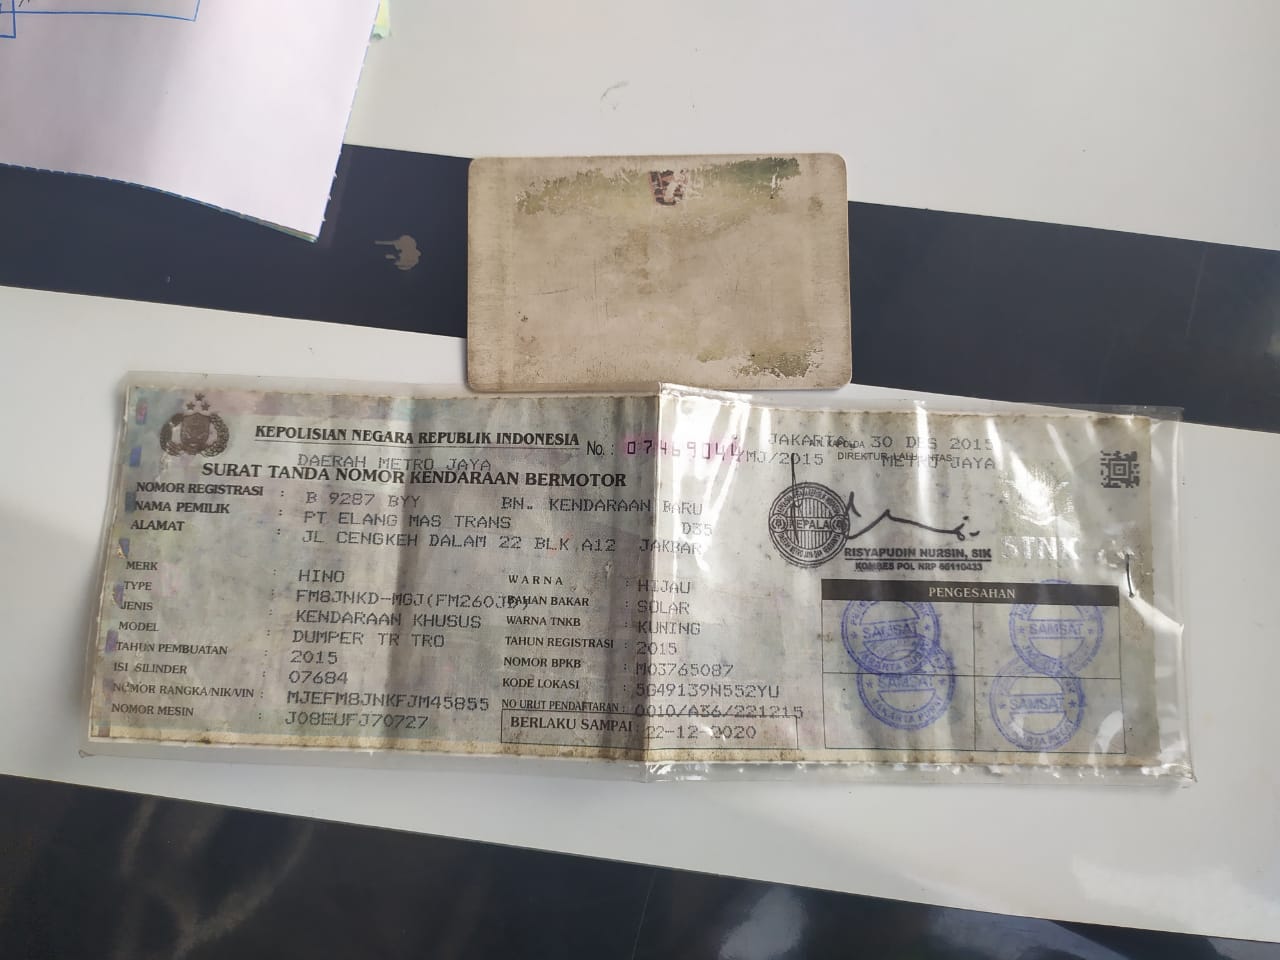 KEPOLISIAN NEGARA REPUBLIK INDONESIA
DAERAH METRO JAYA
No. : 07469044/MJ/2015
SURAT TANDA NOMOR KENDARAAN BERMOTOR
NOMOR REGISTRASI : B 9287 BYY BN. KENDARAAN BARU
NAMA PEMILIK : PT ELANG MAS TRANS D35
ALAMAT : JL CENGKEH DALAM 22 BLK A12 JAKBAR
MERK : HINO
TYPE : FM8JNKD-MGJ(FM260JD)
JENIS : KENDARAAN KHUSUS
MODEL : DUMPER TR TRO
TAHUN PEMBUATAN : 2015
ISI SILINDER : 07684
NOMOR RANGKA/NIK/VIN : MJEFM8JNKFJM45855
NOMOR MESIN : J08EUFJ70727
WARNA : HIJAU
BAHAN BAKAR : SOLAR
WARNA TNKB : KUNING
TAHUN REGISTRASI : 2015
NOMOR BPKB : M03765087
KODE LOKASI : 5G49139N552YU
NO URUT PENDAFTARAN : 0010/A36/221215
BERLAKU SAMPAI : 22-12-2020
JAKARTA, 30 DES 2015
DIREKTUR LALU LINTAS
METRO JAYA
KEPALA
RISYAPUDIN NURSIN, SIK
KOMBES POL NRP 66110433
STNK
PENGESAHAN
SAMSAT
SAMSAT
SAMSAT
SAMSAT